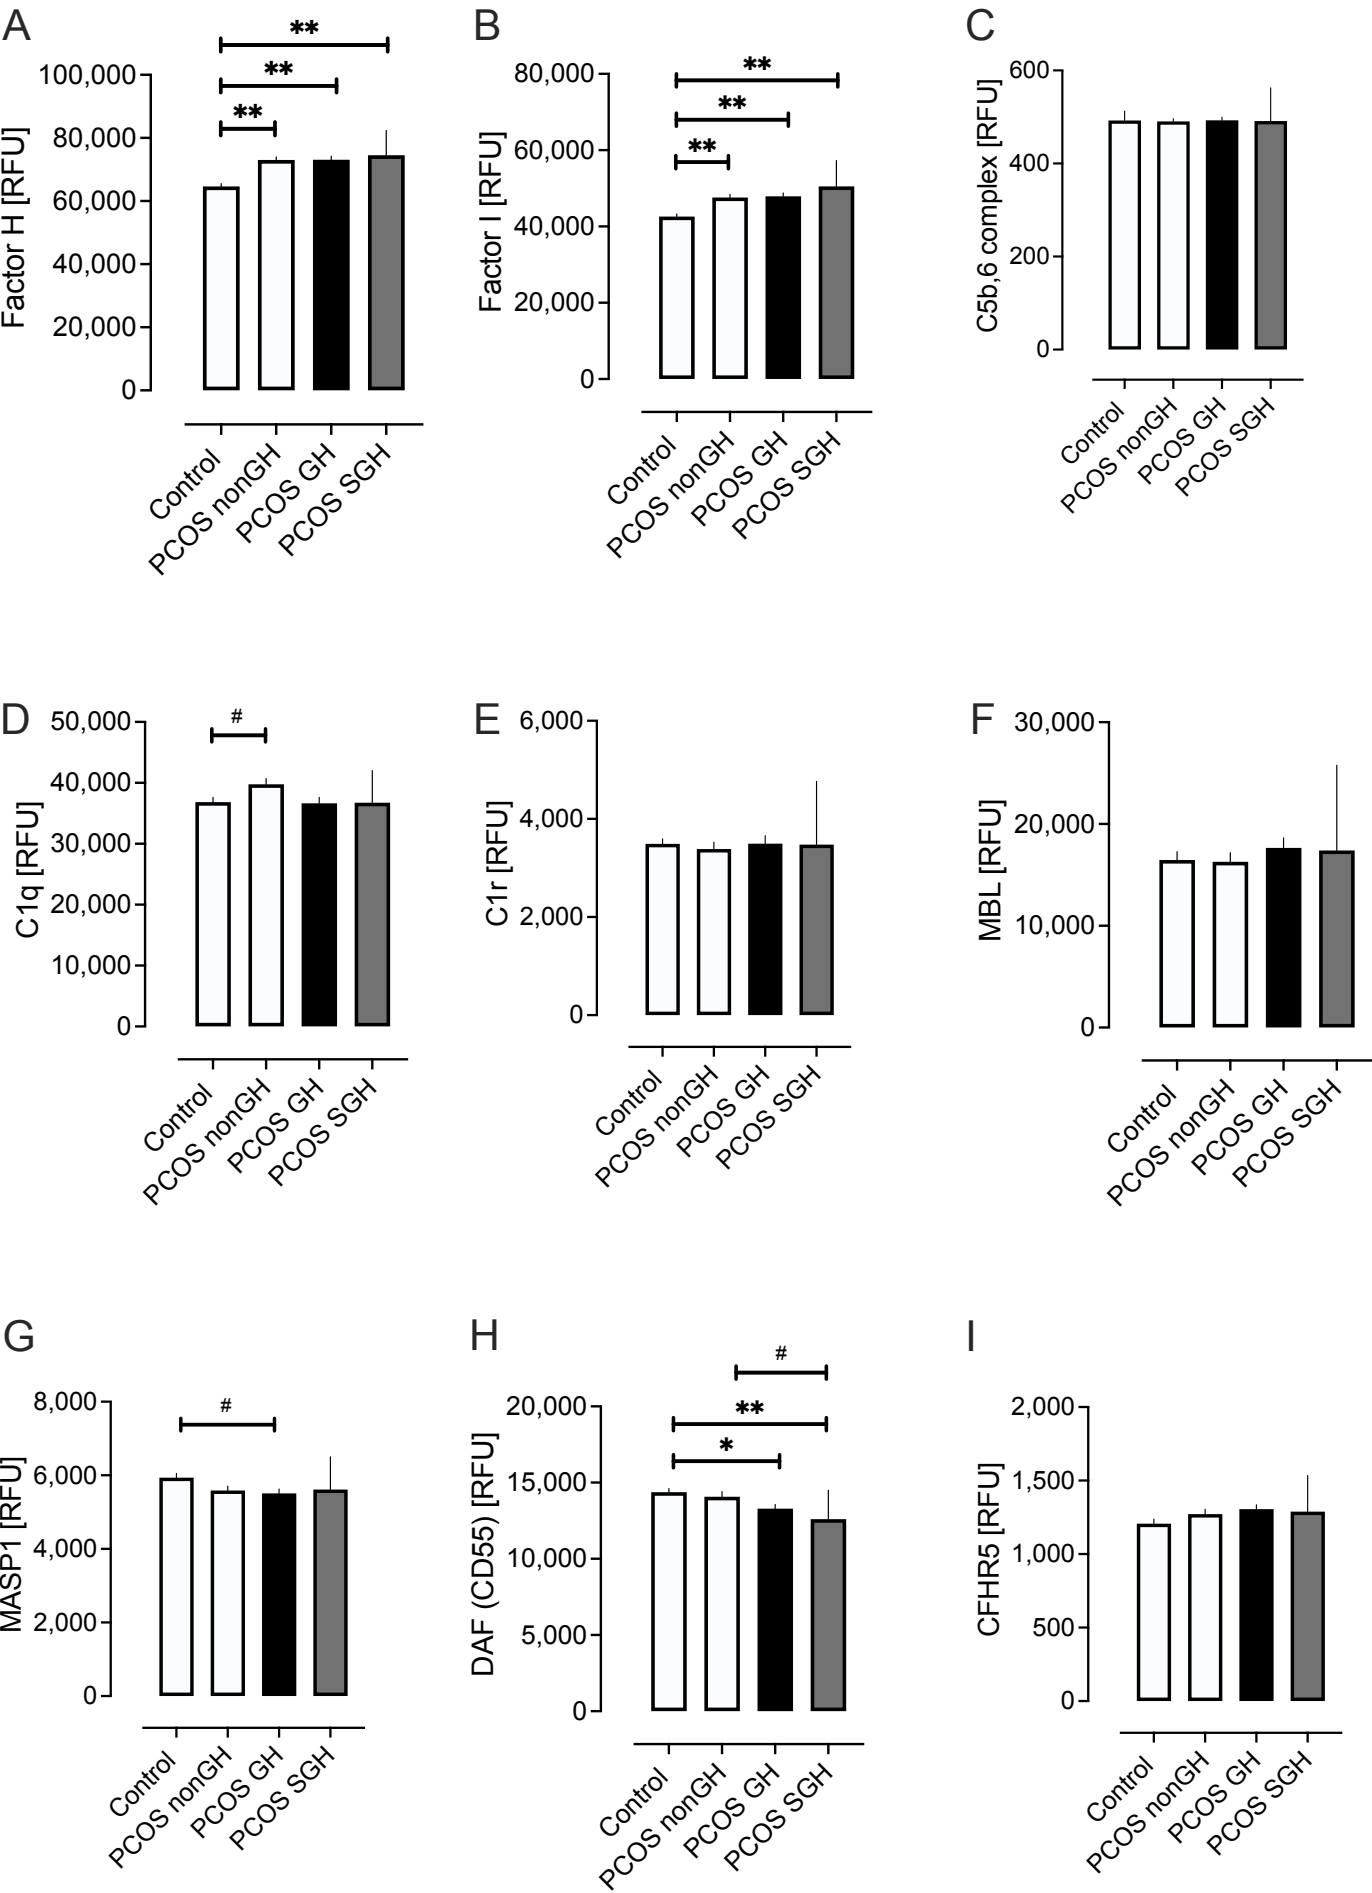 A
Factor H [RFU]
100,000
80,000
60,000
40,000
20,000
0
**
**
**
Control
PCOS nonGH
PCOS GH
PCOS SGH
B
Factor I [RFU]
80,000
60,000
40,000
20,000
0
**
**
**
Control
PCOS nonGH
PCOS GH
PCOS SGH
C
C5b,6 complex [RFU]
600
400
200
0
Control
PCOS nonGH
PCOS GH
PCOS SGH
D
C1q [RFU]
50,000
40,000
30,000
20,000
10,000
0
#
Control
PCOS nonGH
PCOS GH
PCOS SGH
E
C1r [RFU]
6,000
4,000
2,000
0
Control
PCOS nonGH
PCOS GH
PCOS SGH
F
MBL [RFU]
30,000
20,000
10,000
0
Control
PCOS nonGH
PCOS GH
PCOS SGH
G
MASP1 [RFU]
8,000
6,000
4,000
2,000
0
#
Control
PCOS nonGH
PCOS GH
PCOS SGH
H
DAF (CD55) [RFU]
20,000
15,000
10,000
5,000
0
#
**
*
Control
PCOS nonGH
PCOS GH
PCOS SGH
I
CFHR5 [RFU]
2,000
1,500
1,000
500
0
Control
PCOS nonGH
PCOS GH
PCOS SGH